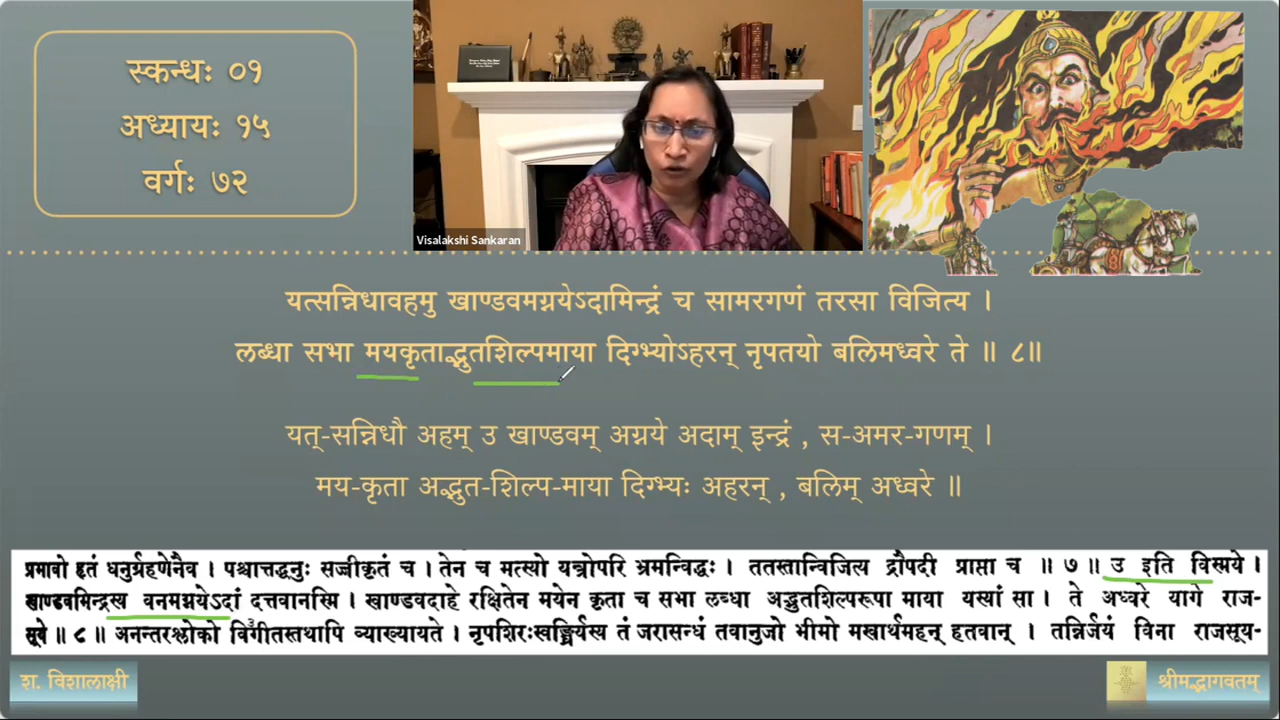 स्कन्धः ०१
अध्यायः १५
वर्गः ७२
Visalakshi Sankaran
यत्सन्निधावहमु खाण्डवमग्नयेऽदामिन्द्रं च सामरगणं तरसा विजित्य ।
लब्धा सभा मयकृताद्भुतशिल्पमाया दिग्भ्योऽहरन् नृपतयो बलिमध्वरे ते ॥ ८॥
यत्-सन्निधौ अहम् उ खाण्डवम् अग्नये अदाम् इन्द्रं , स-अमर-गणम् ।
मय-कृता अद्भुत-शिल्प-माया दिग्भ्यः अहरन् , बलिम् अध्वरे ॥
प्रमावो हृतं धनुर्ग्रहणेनैव । पश्चात्तद्धनुः सज्जीकृतं च । तेन च मत्स्यो यन्त्रोपरि भ्रमन्विद्धः । ततस्तान्विजित्य द्रौपदी प्राप्ता च ॥ ७ ॥ उ इति विस्मये ।
खाण्डवमिन्द्रस्य वनमग्नयेऽदां दत्तवानस्मि । खाण्डवदाहे रक्षितेन मयेन कृता च सभा लब्धा अद्भुतशिल्परूपा माया यस्यां सा । ते अध्वरे यागे राज-
सूये ॥ ८ ॥ अनन्तरश्लोको विगीतस्तथापि व्याख्यायते । नृपशिरःस्वङ्घ्रिर्यस्य तं जरासन्धं तवानुजो भीमो मखार्थमहन् हतवान् । तन्निर्जयं विना राजसूय-
श. विशालाक्षी
श्रीमद्भागवतम्